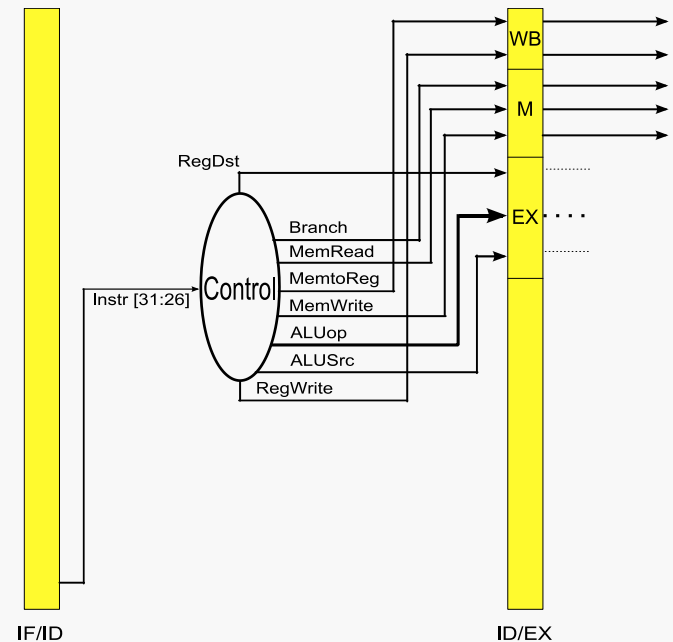 WB
M
RegDst
EX
Branch
MemRead
Control
MemtoReg
Instr [31:26]
MemWrite
ALUop
ALUSrc
RegWrite
IF/ID
ID/EX